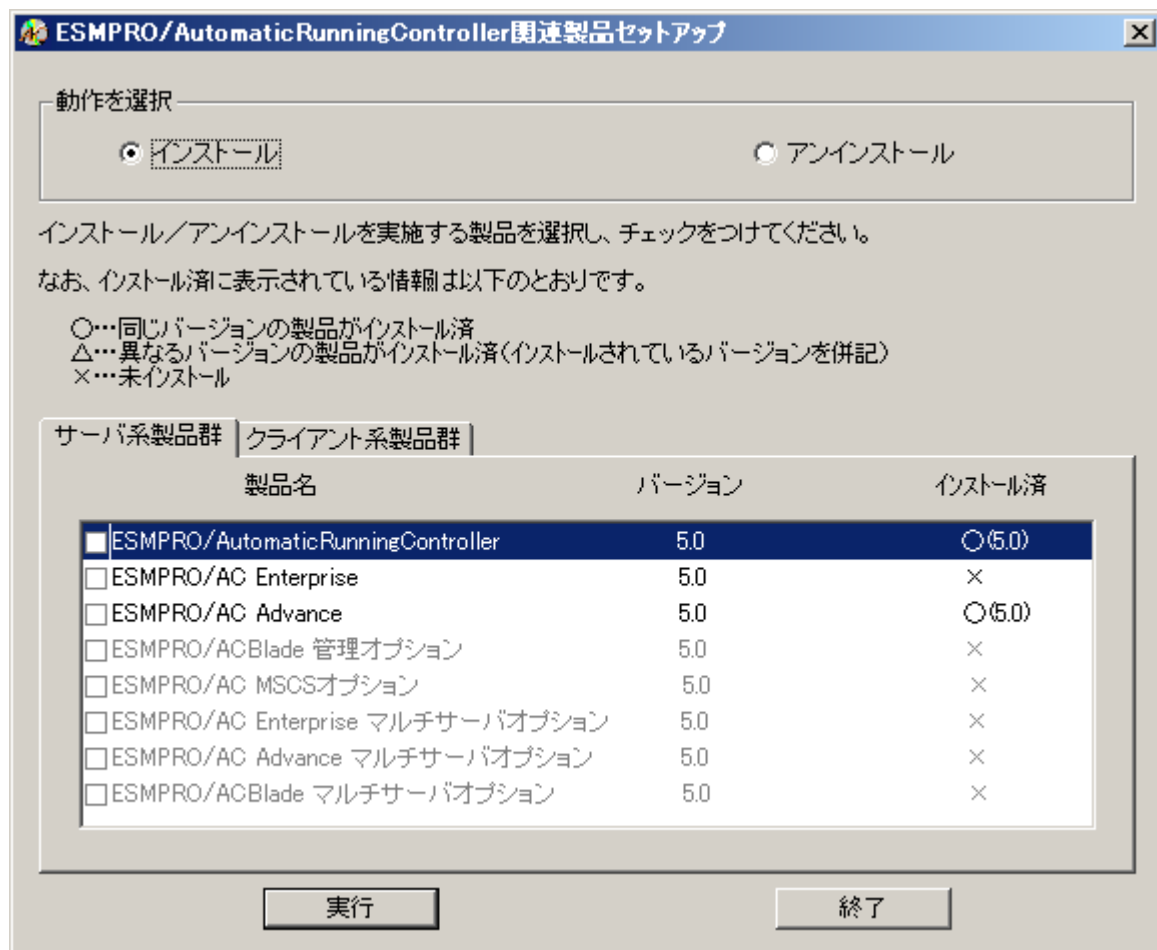 ESMPRO/AutomaticRunningController関連製品セットアップ
動作を選択
インストール アンインストール
インストール／アンインストールを実施する製品を選択し、チェックをつけてください。
なお、インストール済に表示されている情報は以下のとおりです。
○…同じバージョンの製品がインストール済
△…異なるバージョンの製品がインストール済(インストールされているバージョンを併記)
×…未インストール
サーバ系製品群 クライアント系製品群
製品名 バージョン インストール済
ESMPRO/AutomaticRunningController 5.0 ○(5.0)
ESMPRO/AC Enterprise 5.0 ×
ESMPRO/AC Advance 5.0 ○(5.0)
ESMPRO/ACBlade 管理オプション 5.0 ×
ESMPRO/AC MSCSオプション 5.0 ×
ESMPRO/AC Enterprise マルチサーバオプション 5.0 ×
ESMPRO/AC Advance マルチサーバオプション 5.0 ×
ESMPRO/ACBlade マルチサーバオプション 5.0 ×
実行 終了